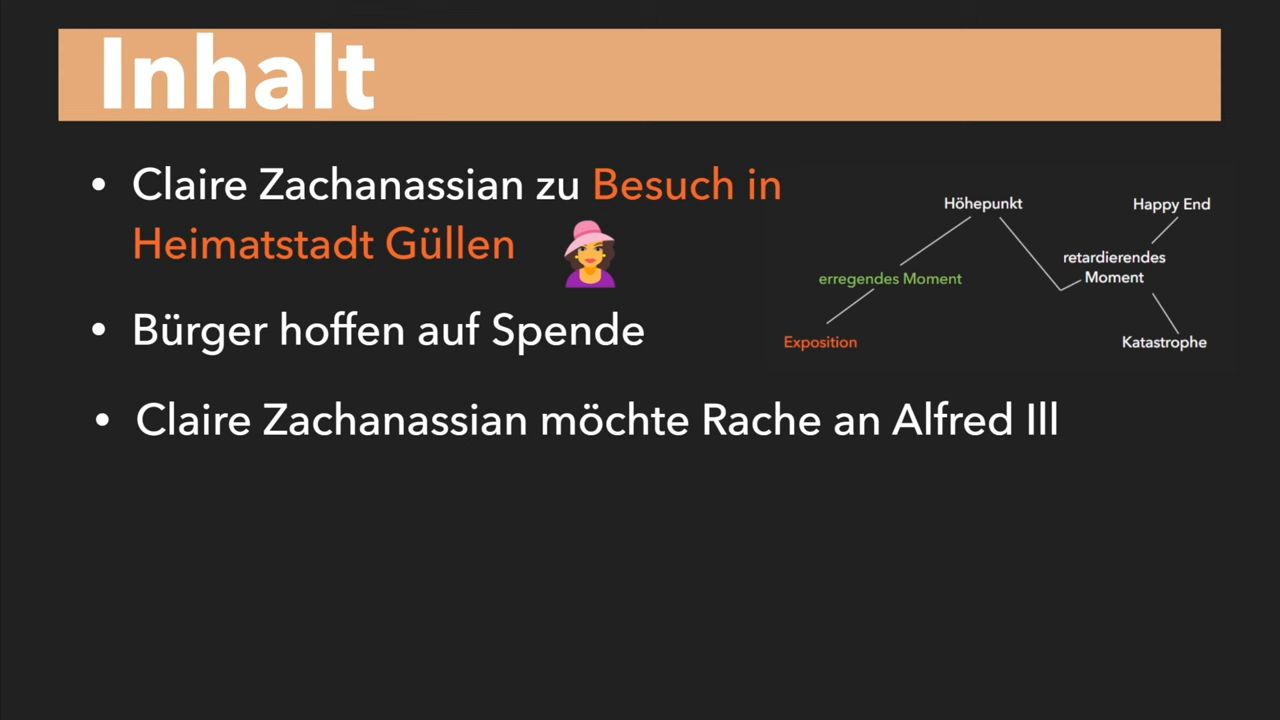 Inhalt
• Claire Zachanassian zu Besuch in
Heimatstadt Güllen
• Bürger hoffen auf Spende
• Claire Zachanassian möchte Rache an Alfred Ill
Höhepunkt
Happy End
retardierendes
Moment
erregendes Moment
Exposition
Katastrophe